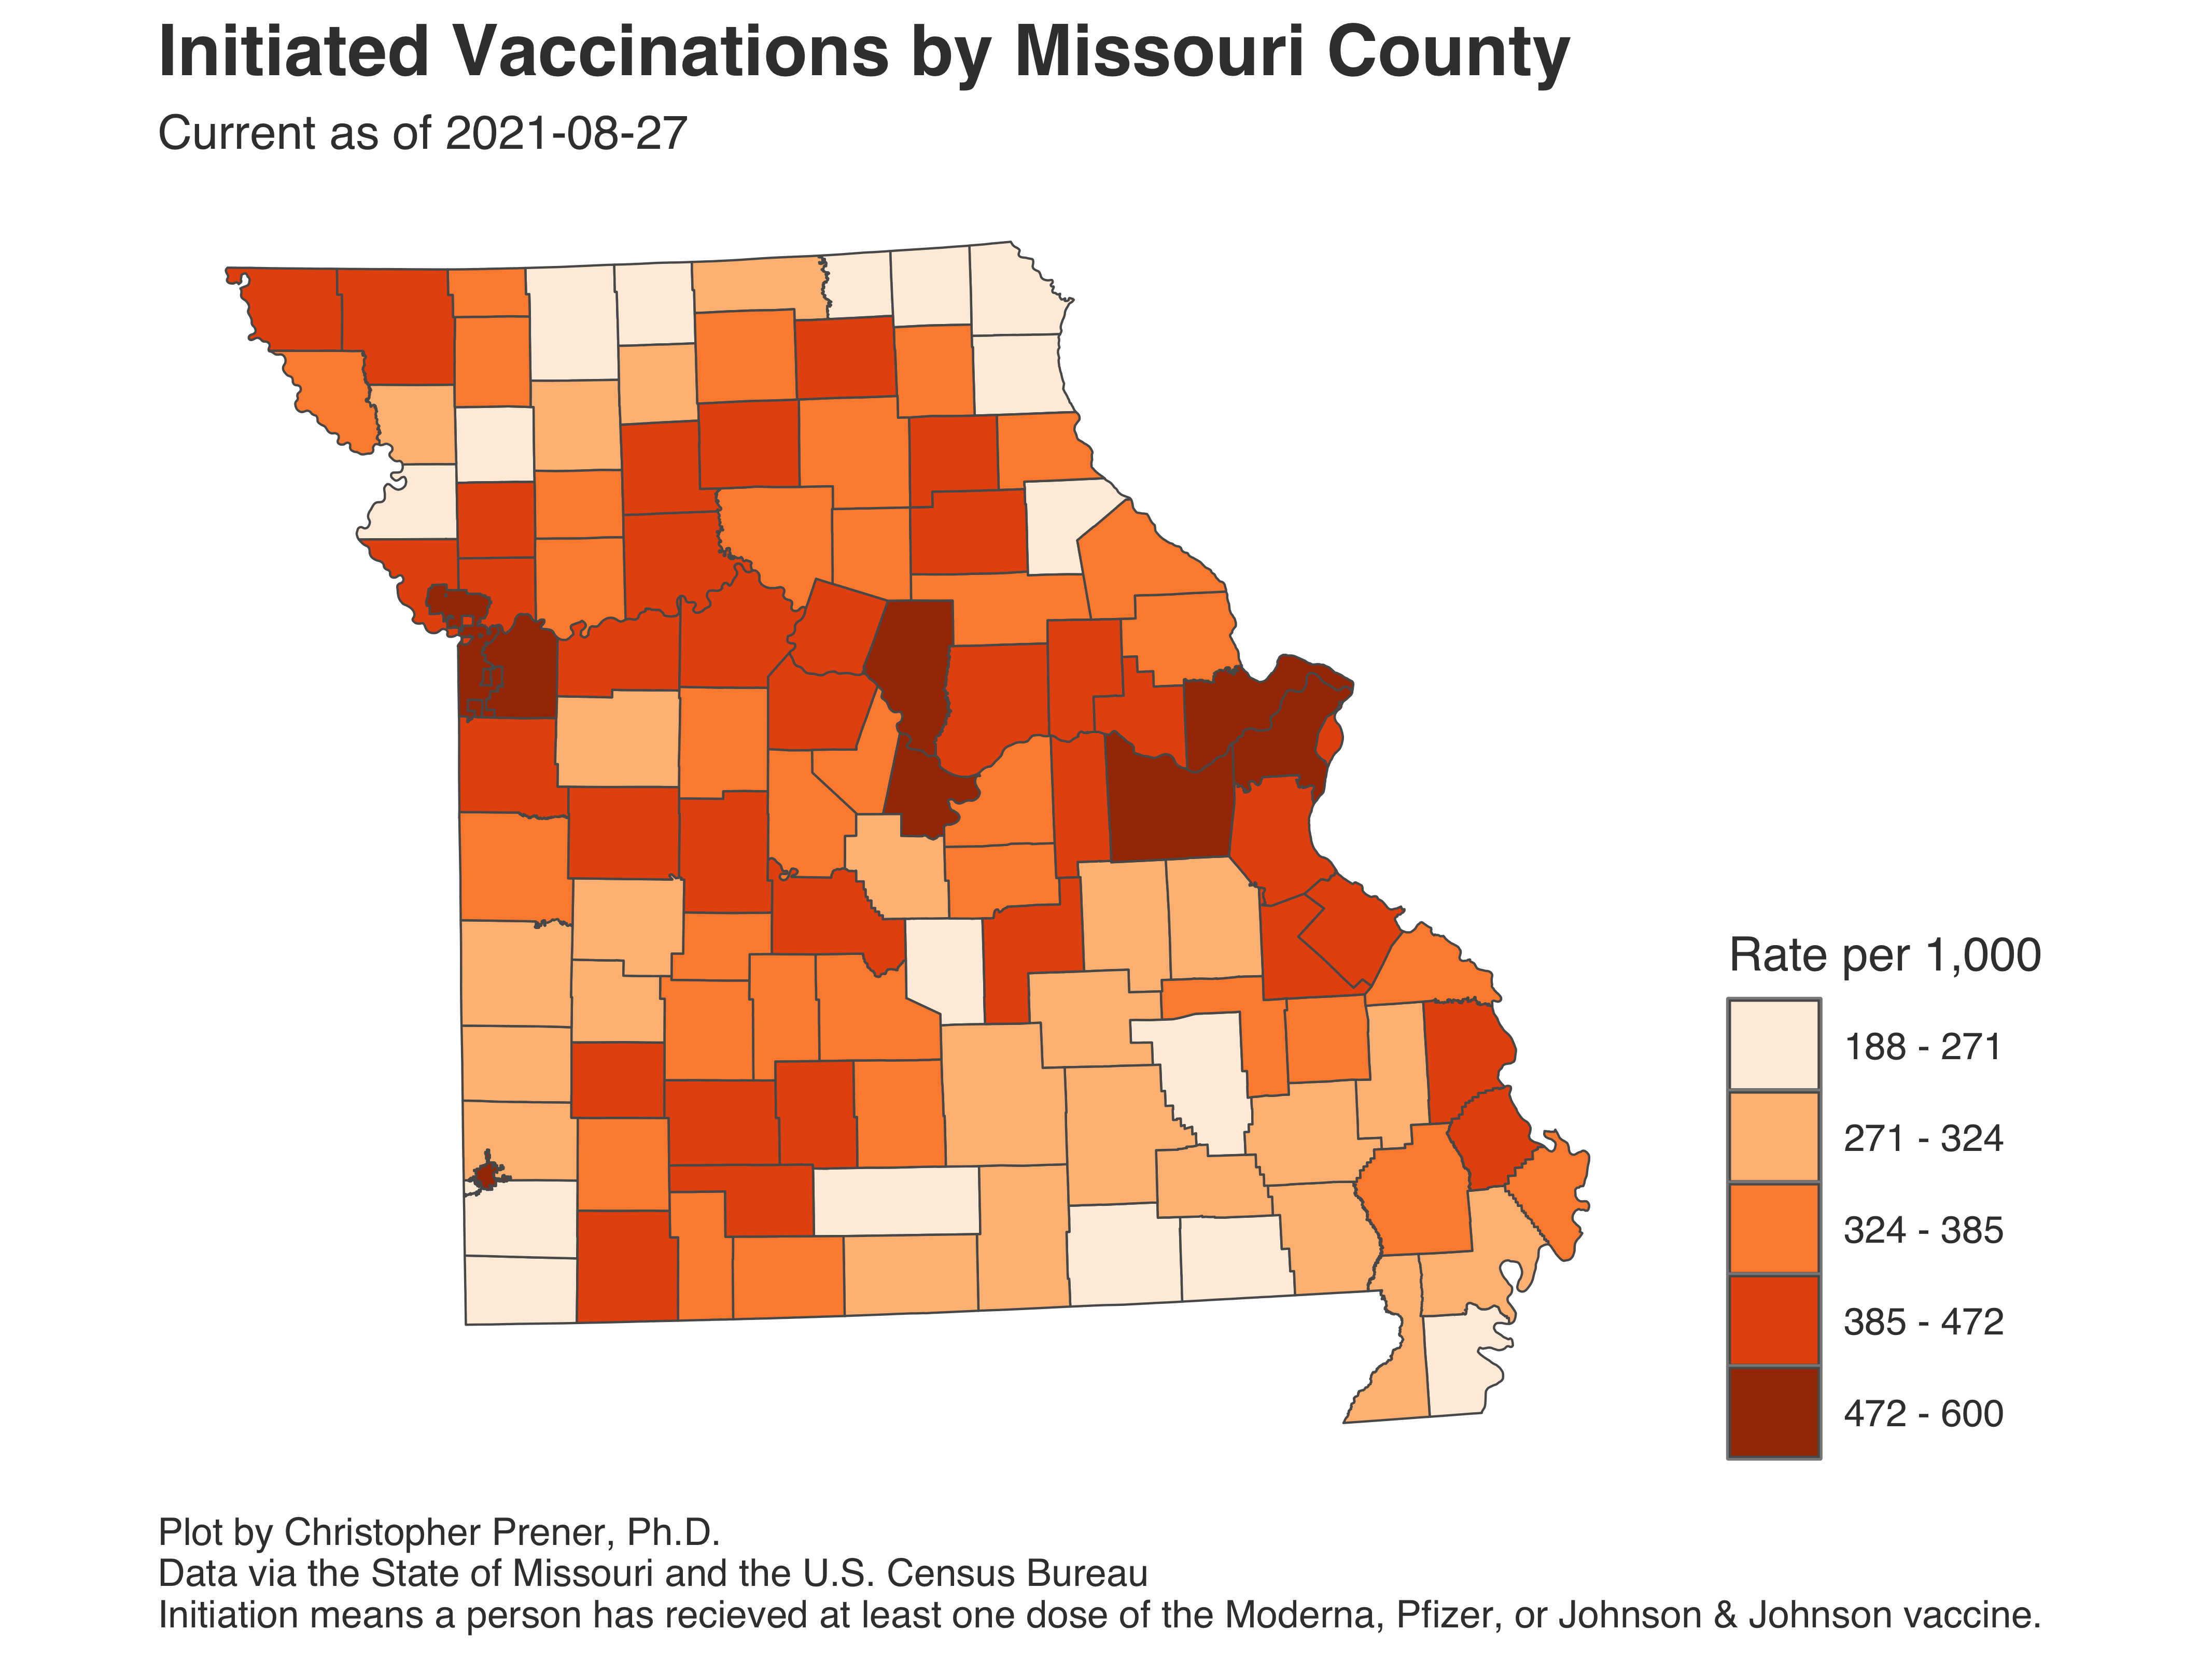 Initiated Vaccinations by Missouri County
Current as of 2021-08-27
Rate per 1,000
188 - 271
271 - 324
324 - 385
385 - 472
472 - 600
Plot by Christopher Prener, Ph.D.
Data via the State of Missouri and the U.S. Census Bureau
Initiation means a person has recieved at least one dose of the Moderna, Pfizer, or Johnson & Johnson vaccine.